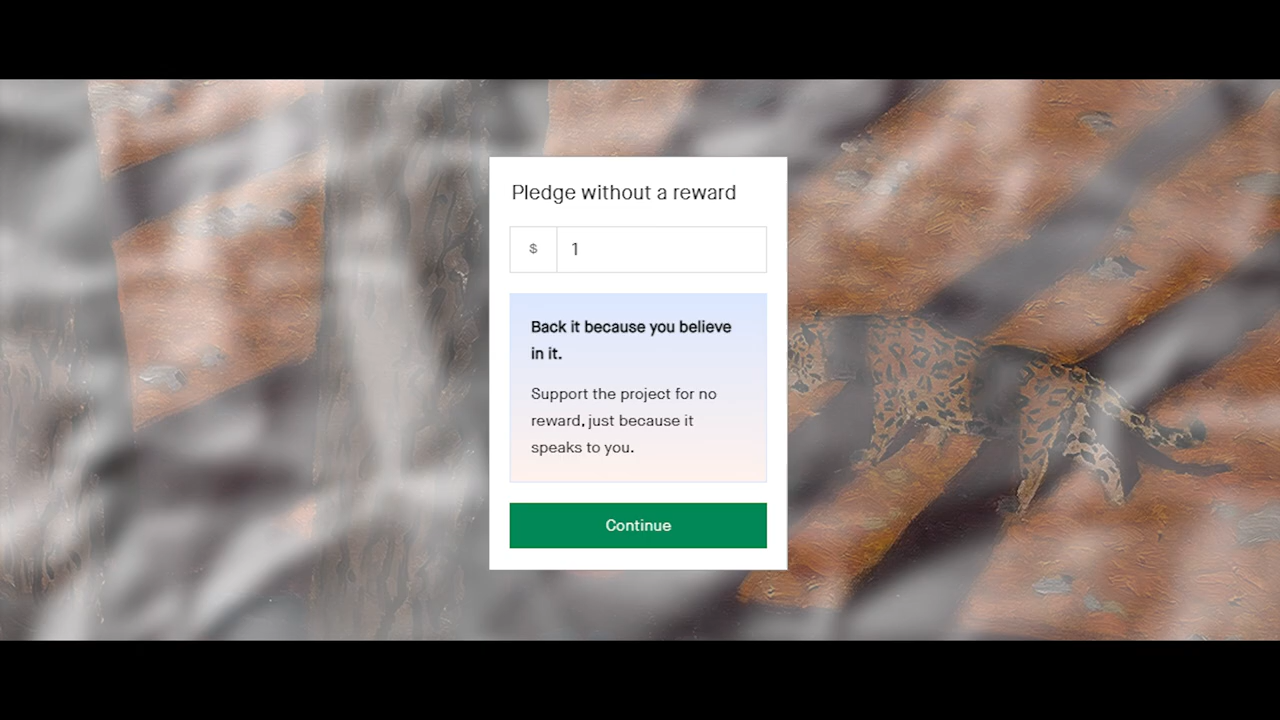 Pledge without a reward
$ 1
Back it because you believe
in it.
Support the project for no
reward, just because it
speaks to you.
Continue